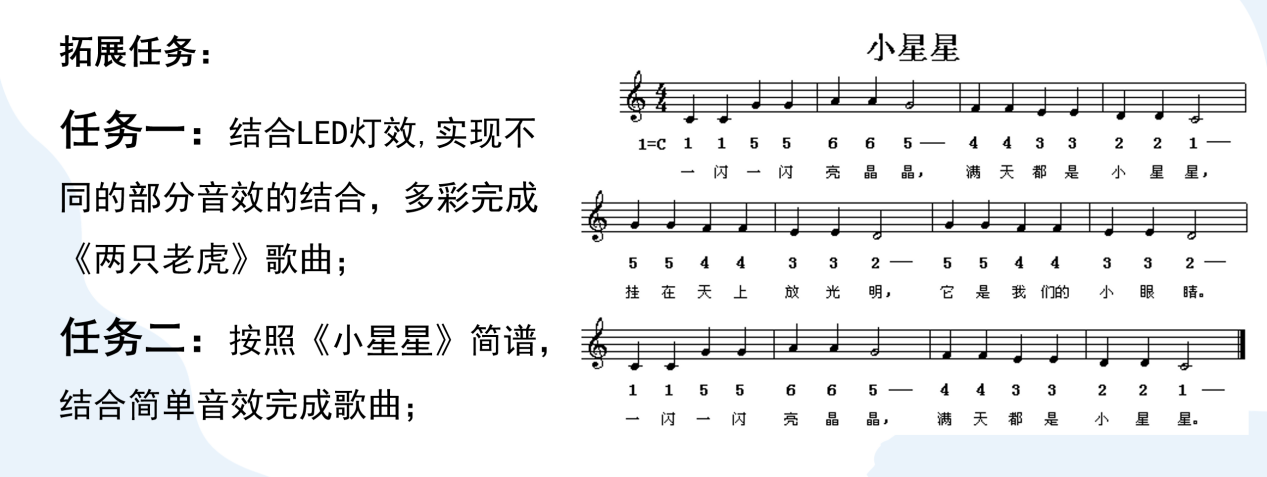 拓展任务:
任务一:结合LED灯效,实现不
同的部分音效的结合，多彩完成
《两只老虎》歌曲；
任务二:按照《小星星》简谱，
结合简单音效完成歌曲；
小星星
4
4
1=C 1 1 5 5 6 6 5 — 4 4 3 3 2 2 1 —
一 闪 一 闪 亮 晶 晶， 满 天 都 是 小 星 星，
5 5 4 4 3 3 2 — 5 5 4 4 3 3 2 —
挂 在 天 上 放 光 明， 它 是 我 们的 小 眼 睛。
1 1 5 5 6 6 5 — 4 4 3 3 2 2 1 —
一 闪 一 闪 亮 晶 晶， 满 天 都 是 小 星 星。